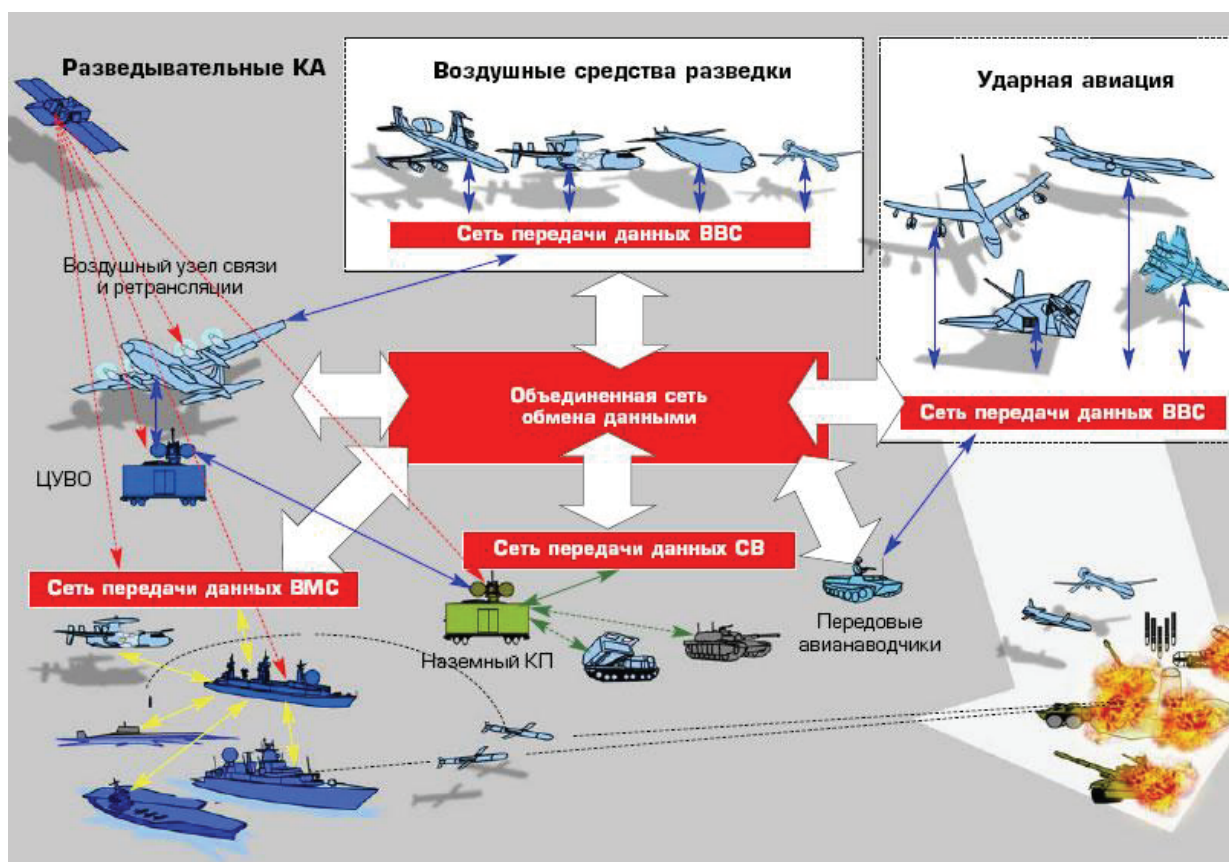 Разведывательные КА
Воздушные средства разведки
Ударная авиация
Сеть передачи данных ВВС
Воздушный узел связи
и ретрансляции
Объединенная сеть
обмена данными
Сеть передачи данных ВВС
ЦУВО
Сеть передачи данных СВ
Сеть передачи данных ВМС
Наземный КП
Передовые
авианаводчики